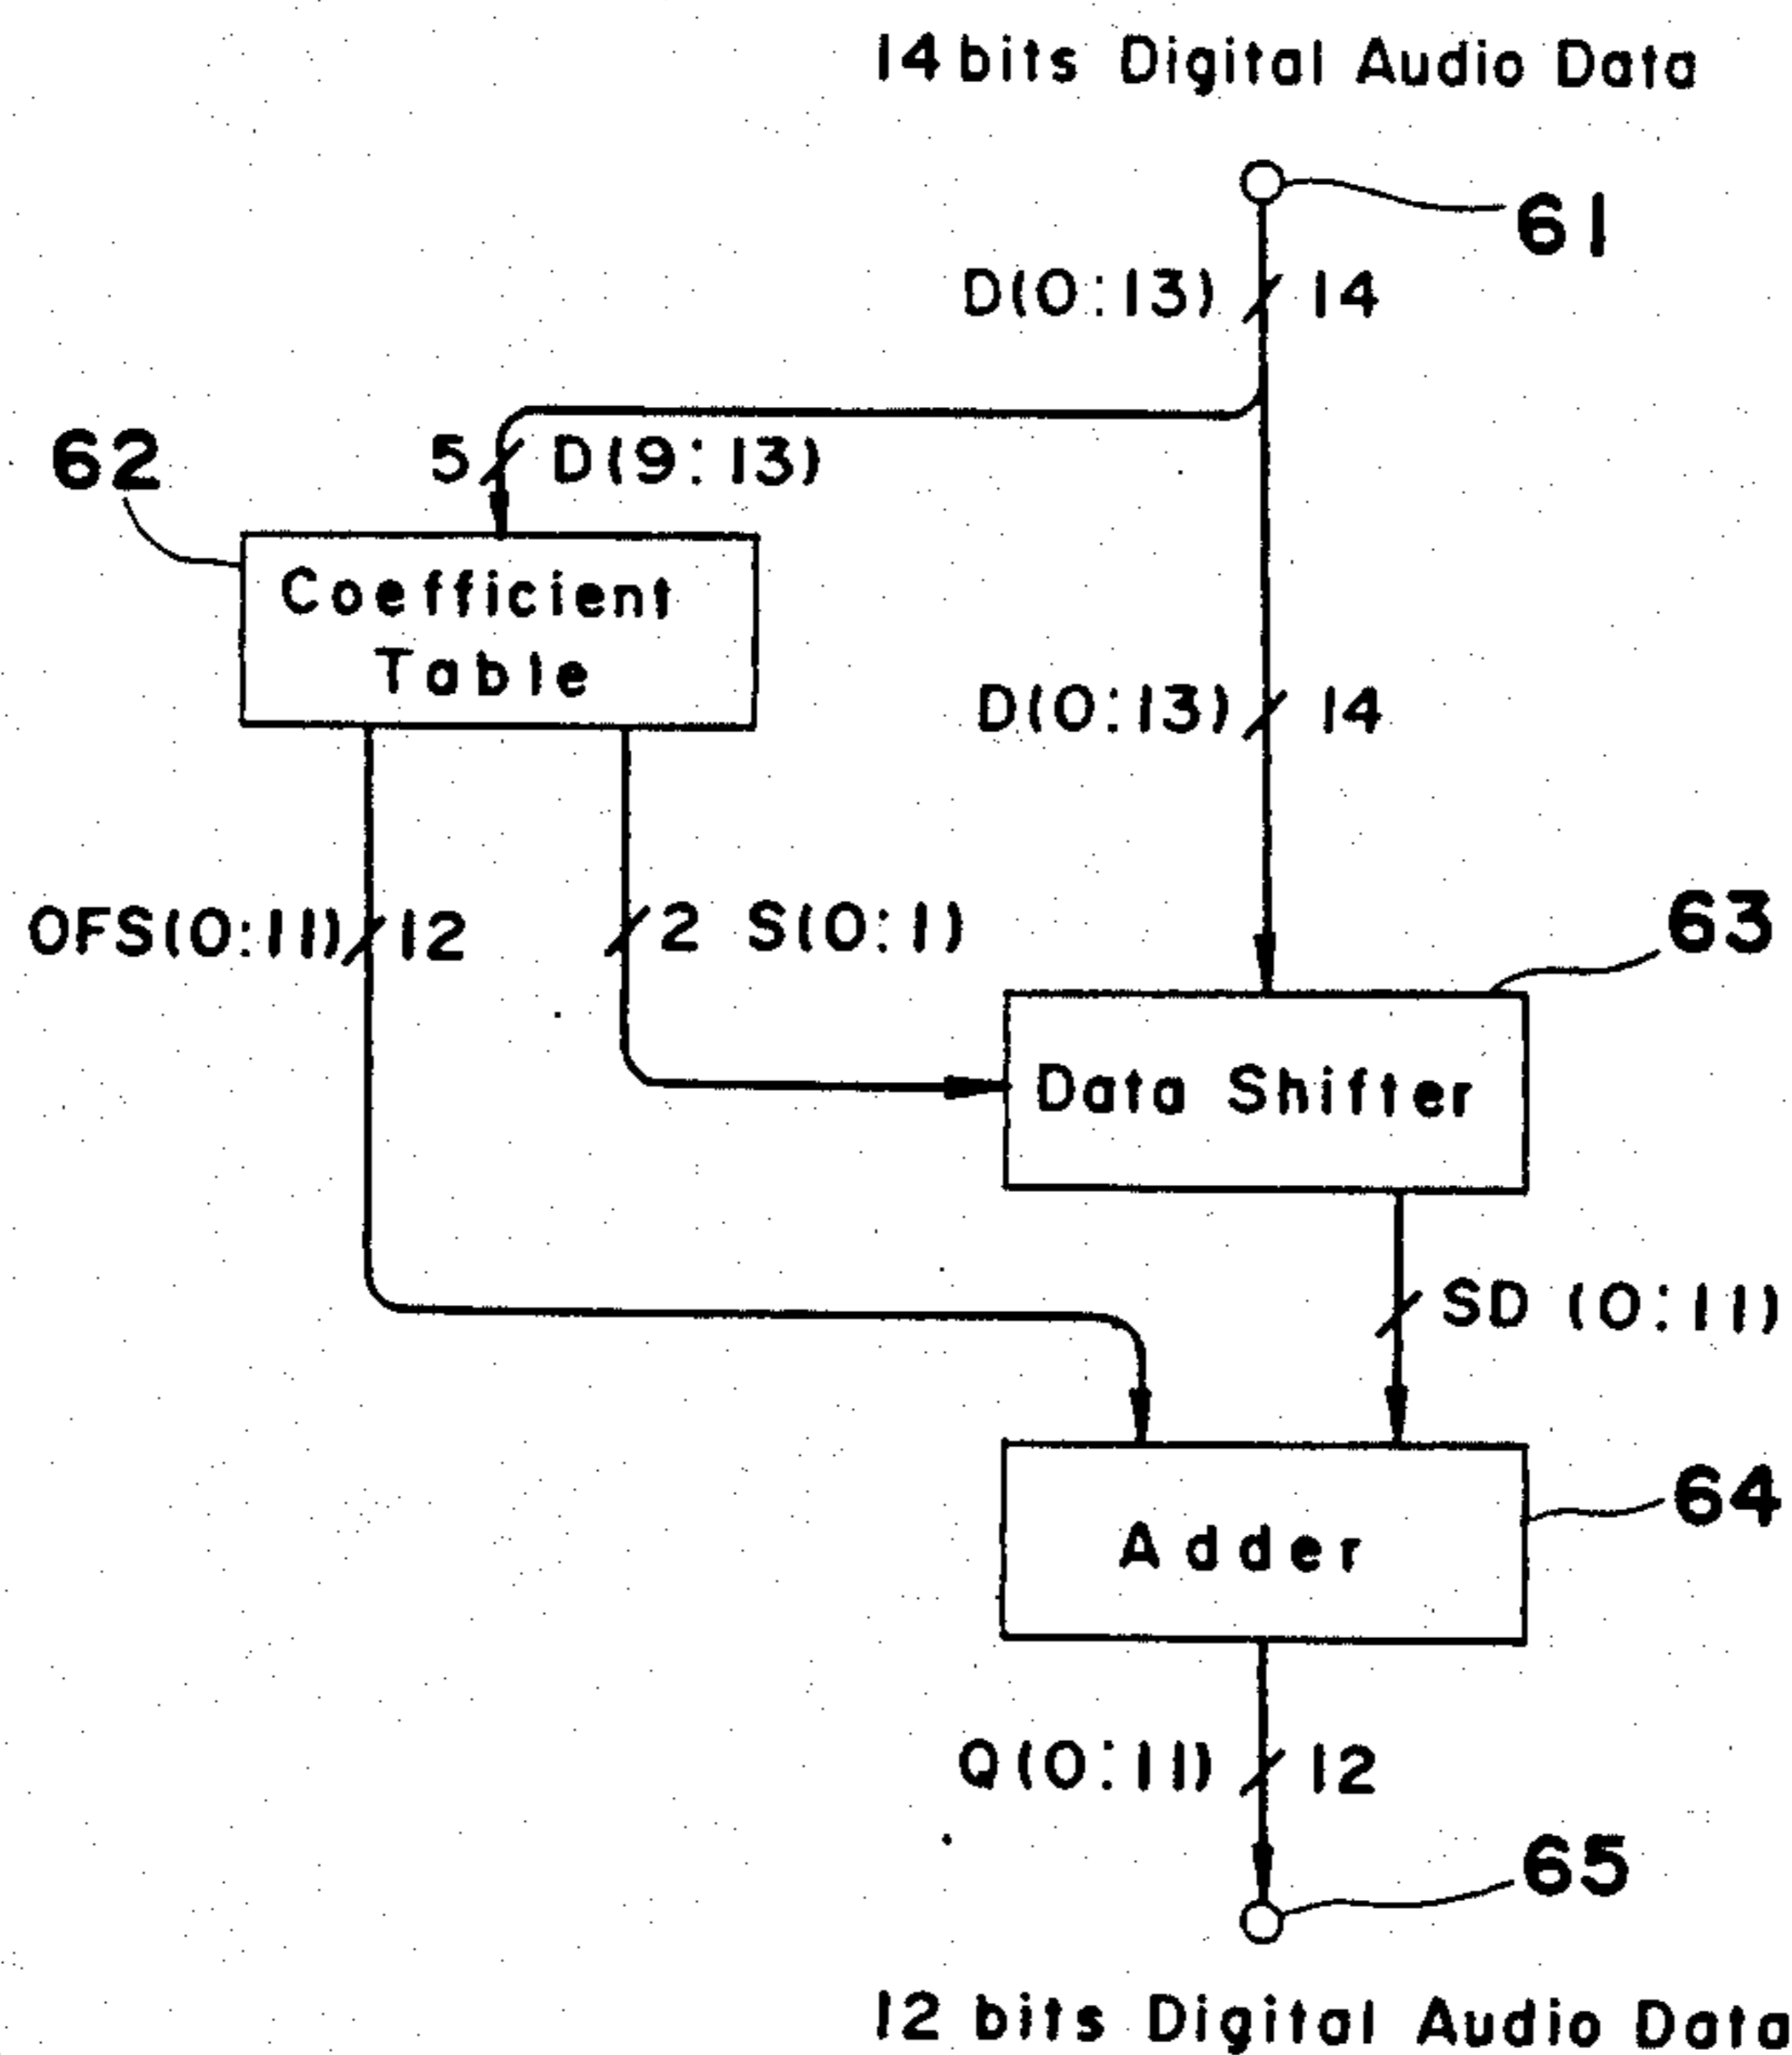 14 bits Digital Audio Data
61
D(0:13) 14
62
5 D(9:13)
Coefficient
Table
D(0:13) 14
OFS(0:11) 12
2 S(0:1)
63
Data Shifter
SD (0:11)
64
Adder
Q(0:11) 12
65
12 bits Digital Audio Data